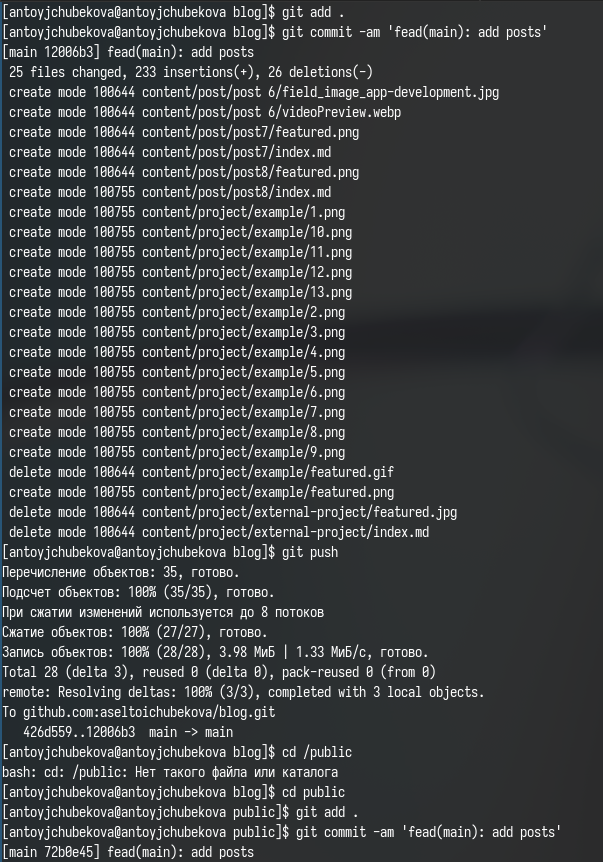 [antoyjchubekova@antoyjchubekova blog]$ git add .
[antoyjchubekova@antoyjchubekova blog]$ git commit -am 'fead(main): add posts'
[main 12006b3] fead(main): add posts
 25 files changed, 233 insertions(+), 26 deletions(-)
 create mode 100644 content/post/post 6/field_image_app-development.jpg
 create mode 100644 content/post/post 6/videoPreview.webp
 create mode 100644 content/post/post7/featured.png
 create mode 100644 content/post/post7/index.md
 create mode 100644 content/post/post8/featured.png
 create mode 100755 content/post/post8/index.md
 create mode 100755 content/project/example/1.png
 create mode 100755 content/project/example/10.png
 create mode 100755 content/project/example/11.png
 create mode 100755 content/project/example/12.png
 create mode 100755 content/project/example/13.png
 create mode 100755 content/project/example/2.png
 create mode 100755 content/project/example/3.png
 create mode 100755 content/project/example/4.png
 create mode 100755 content/project/example/5.png
 create mode 100755 content/project/example/6.png
 create mode 100755 content/project/example/7.png
 create mode 100755 content/project/example/8.png
 create mode 100755 content/project/example/9.png
 delete mode 100644 content/project/example/featured.gif
 create mode 100755 content/project/example/featured.png
 delete mode 100644 content/project/external-project/featured.jpg
 delete mode 100644 content/project/external-project/index.md
[antoyjchubekova@antoyjchubekova blog]$ git push
Перечисление объектов: 35, готово.
Подсчет объектов: 100% (35/35), готово.
При сжатии изменений используется до 8 потоков
Сжатие объектов: 100% (27/27), готово.
Запись объектов: 100% (28/28), 3.98 МиБ | 1.33 МиБ/с, готово.
Total 28 (delta 3), reused 0 (delta 0), pack-reused 0 (from 0)
remote: Resolving deltas: 100% (3/3), completed with 3 local objects.
To github.com:aseltoichubekova/blog.git
   426d559..12006b3  main -> main
[antoyjchubekova@antoyjchubekova blog]$ cd /public
bash: cd: /public: Нет такого файла или каталога
[antoyjchubekova@antoyjchubekova blog]$ cd public
[antoyjchubekova@antoyjchubekova public]$ git add .
[antoyjchubekova@antoyjchubekova public]$ git commit -am 'fead(main): add posts'
[main 72b0e45] fead(main): add posts